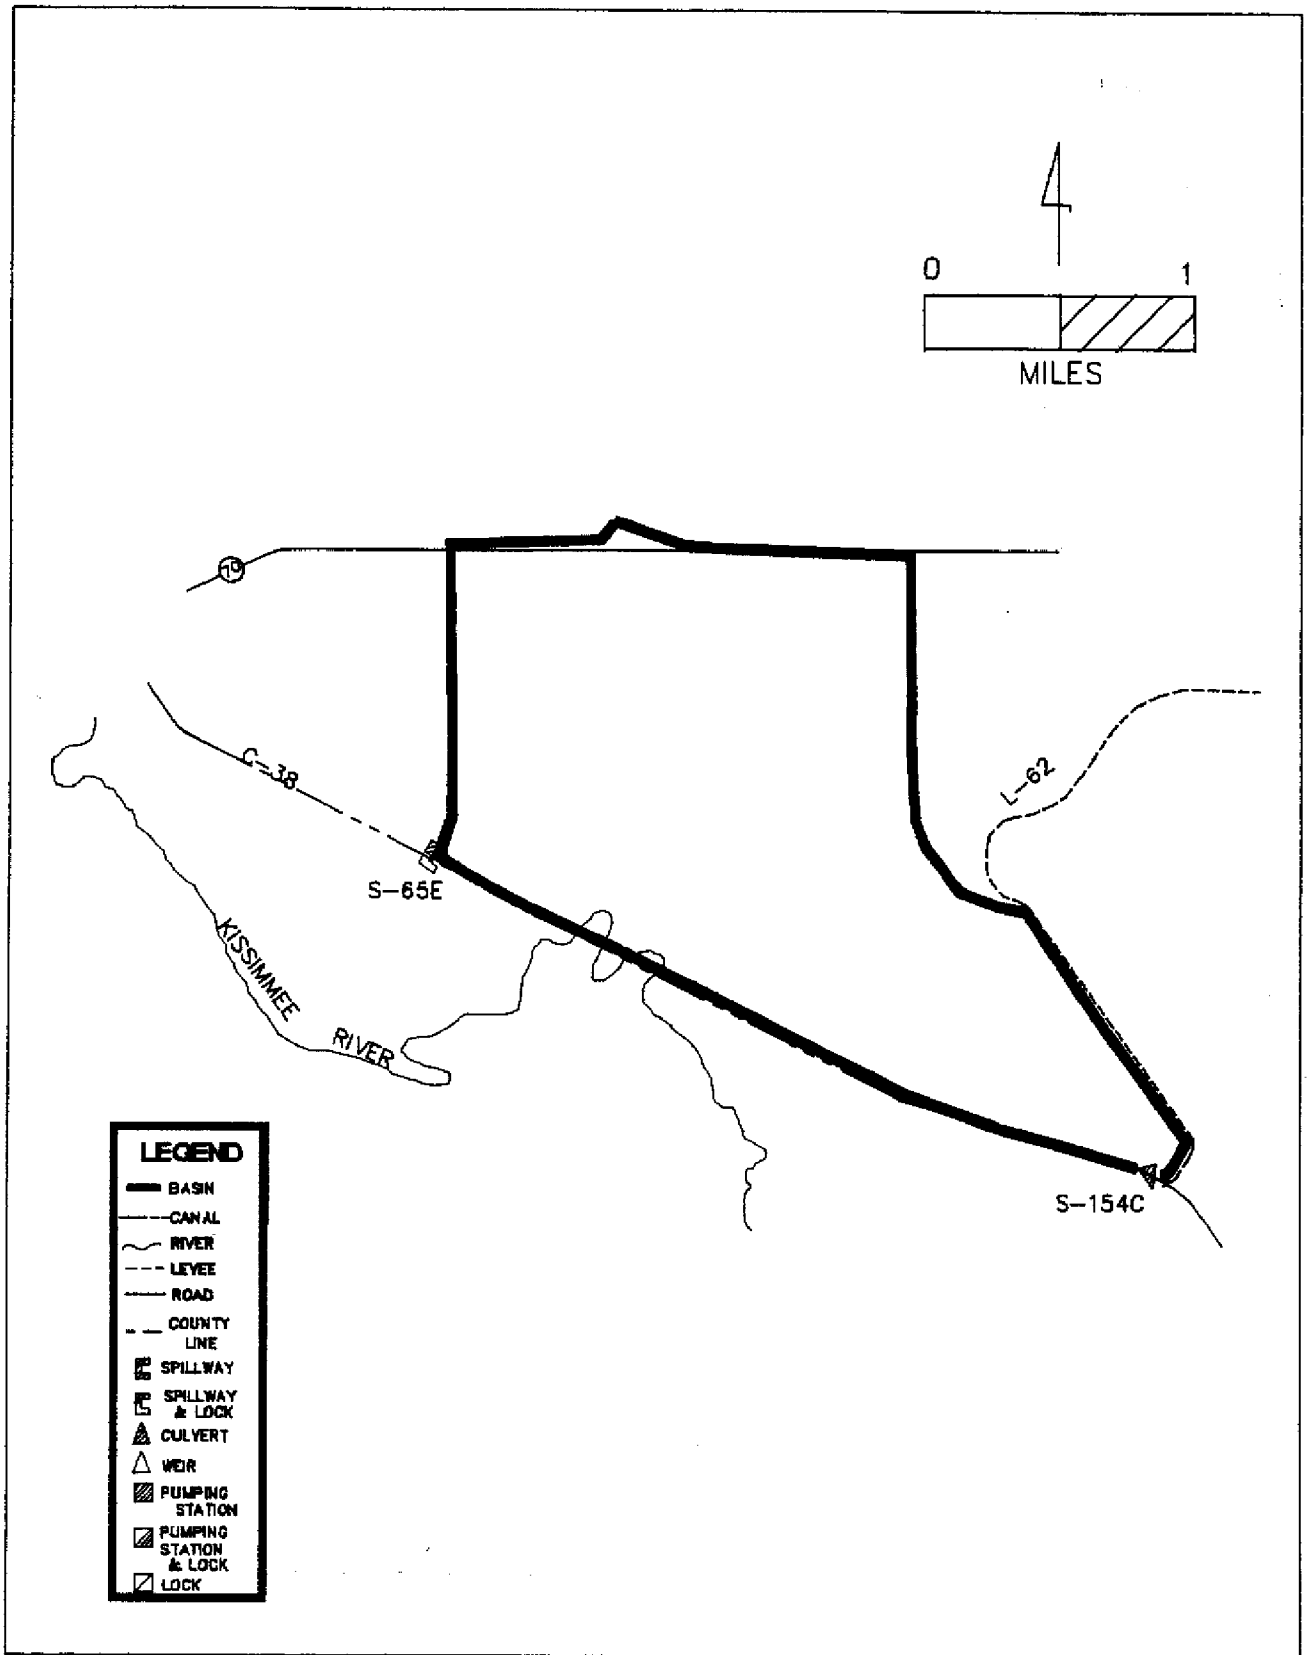 0 1
MILES
70
C-38
L-62
S-65E
KISSIMMEE
RIVER
S-154C
LEGEND
BASIN
CANAL
RIVER
LEVEE
ROAD
COUNTY
LINE
SPILLWAY
SPILLWAY
& LOCK
CULVERT
WEIR
PUMPING
STATION
PUMPING
STATION
& LOCK
LOCK